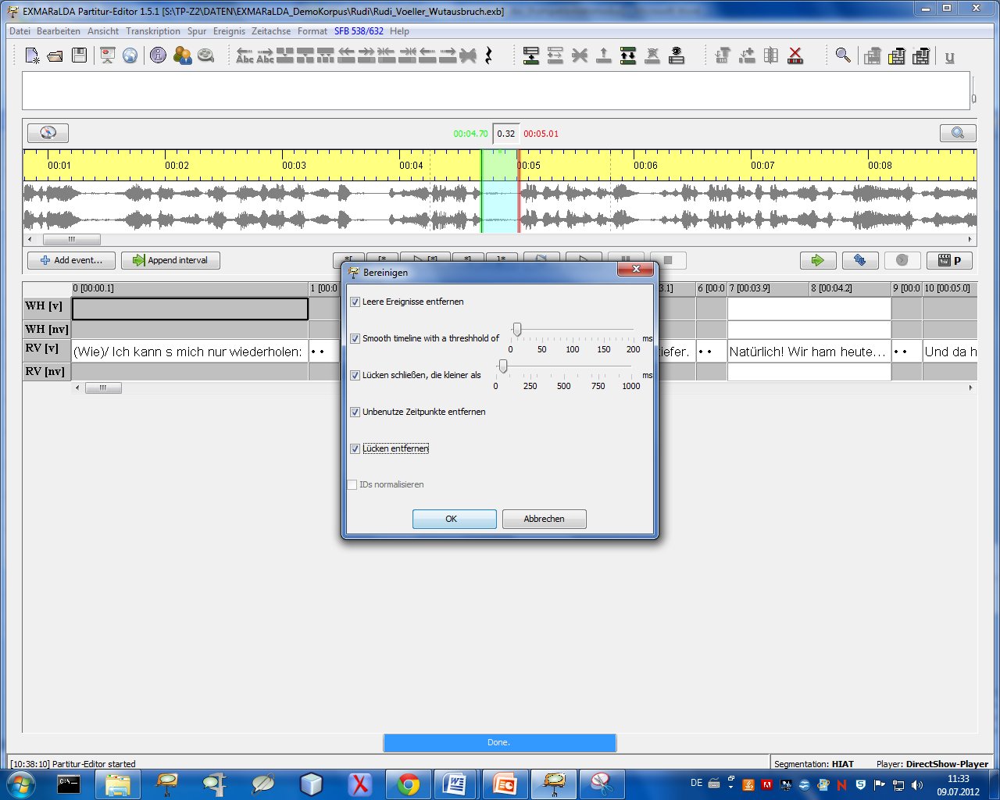 EXMARaLDA Partitur-Editor 1.5.1 [S:\TP-Z2\DATEN\EXMARaLDA_DemoKorpus\Rudi\Rudi_Voeller_Wutausbruch.exb]
Datei Bearbeiten Ansicht Transkription Spur Ereignis Zeitachse Format SFB 538/632 Help
Abc Abc
00:04.70 0.32 00:05.01
00:01 00:02 00:03 00:04 00:05 00:06 00:07 00:08
Add event... Append interval P
0 [00:00.1] 1 [00:0 3.1] 6 [00:0 7 [00:03.9] 8 [00:04.2] 9 [00:0 10 [00:05.0]
WH [v]
WH [nv]
RV [v] (Wie)/ Ich kann s mich nur wiederholen: • • iefer. • • Natürlich! Wir ham heute... • • Und da h
RV [nv]
Bereinigen
Leere Ereignisse entfernen
Smooth timeline with a threshhold of ms
0 50 100 150 200
Lücken schließen, die kleiner als ms
0 250 500 750 1000
Unbenutze Zeitpunkte entfernen
Lücken entfernen
IDs normalisieren
OK Abbrechen
Done.
[10:38:10] Partitur-Editor started Segmentation: HIAT Player: DirectShow-Player
DE 11:33
09.07.2012